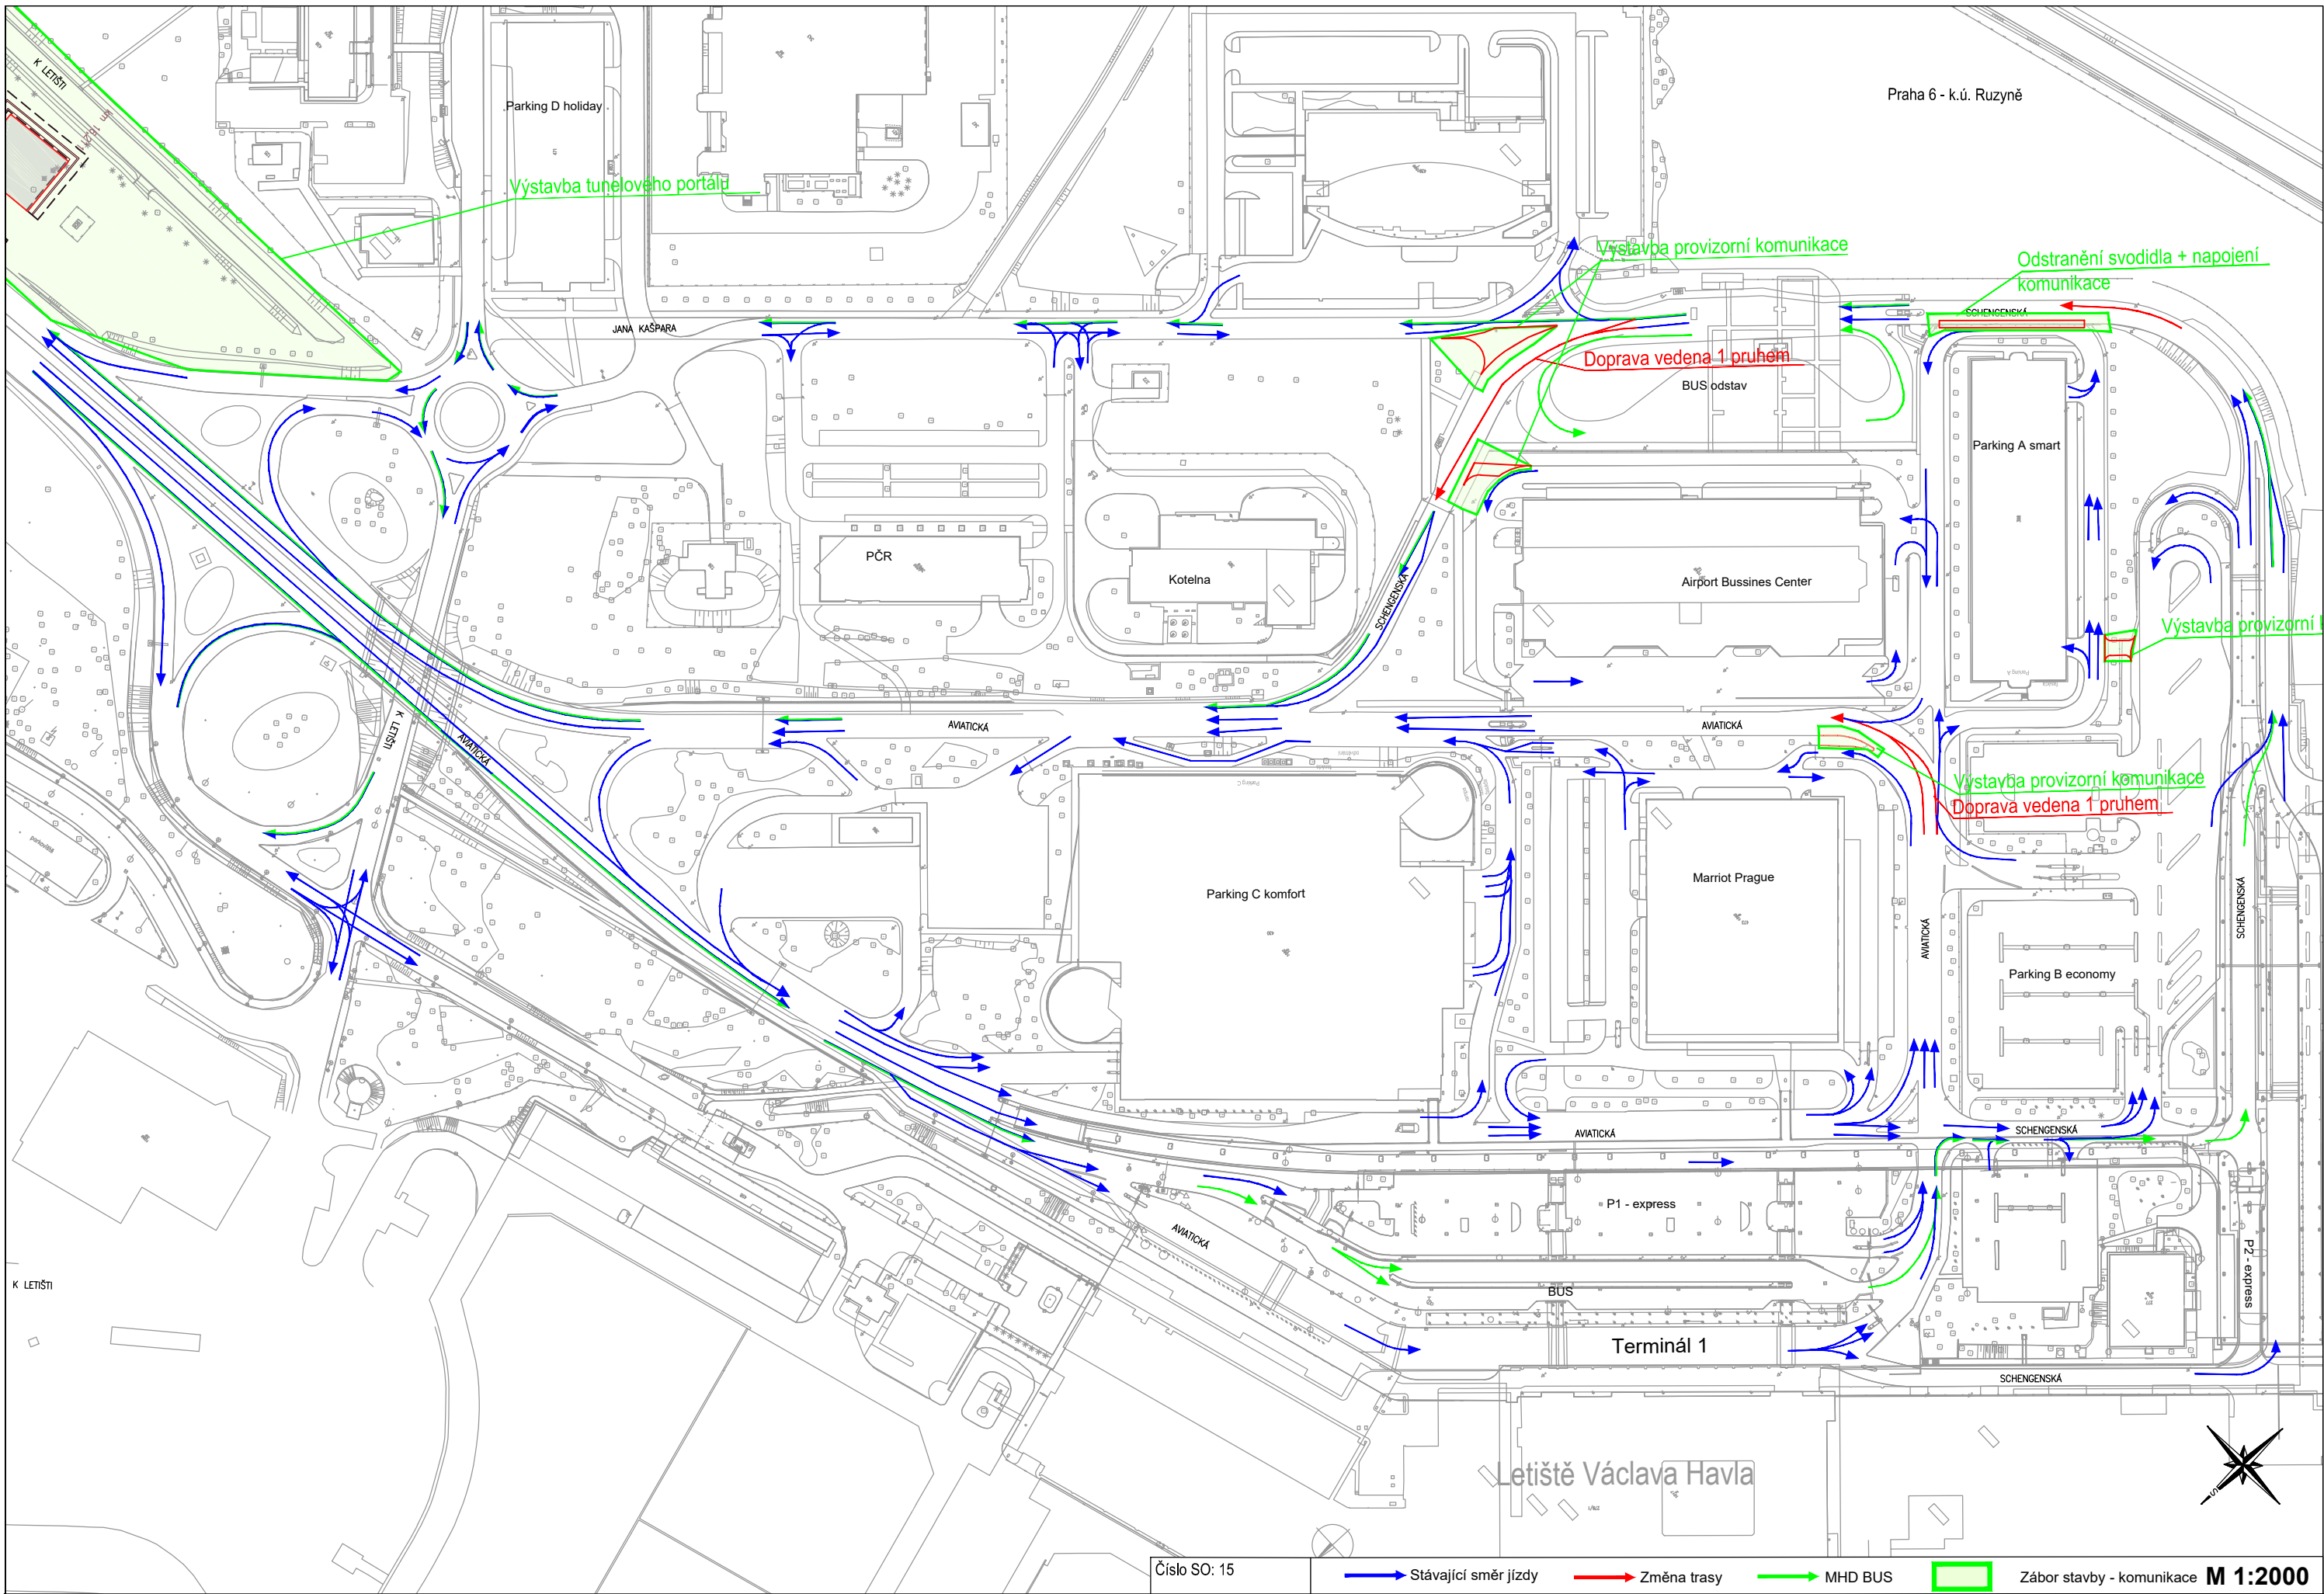 K LETIŠTI
Parking D holiday
Praha 6 - k.ú. Ruzyně
Výstavba tunelového portálu
Výstavba provizorní komunikace
Odstranění svodidla + napojení
komunikace
SCHENGENSKÁ
JANA KAŠPARA
Doprava vedena 1 pruhem
BUS odstav
Parking A smart
PČR
Kotelna
Airport Bussines Center
SCHENGENSKÁ
Výstavba provizorní
Parking A
AVIATICKÁ
AVIATICKÁ
K LETIŠTI
AVIATICKÁ
Parking C
Výstavba provizorní komunikace
Doprava vedena 1 pruhem
Parking C komfort
Marriot Prague
SCHENGENSKÁ
AVIATICKÁ
Parking B economy
AVIATICKÁ
SCHENGENSKÁ
P1 - express
AVIATICKÁ
P2 - express
K LETIŠTI
BUS
Terminál 1
SCHENGENSKÁ
Letiště Václava Havla
S
Číslo SO: 15
Stávající směr jízdy
Změna trasy
MHD BUS
Zábor stavby - komunikace
M 1:2000